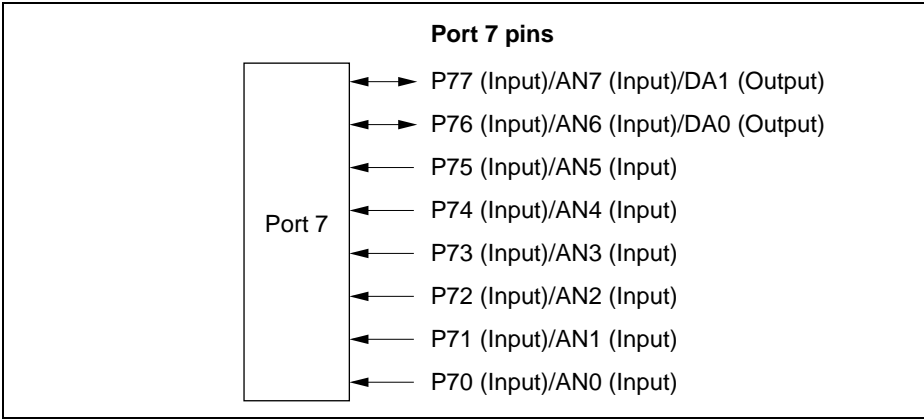 Port 7 pins
P77 (Input)/AN7 (Input)/DA1 (Output)
P76 (Input)/AN6 (Input)/DA0 (Output)
P75 (Input)/AN5 (Input)
P74 (Input)/AN4 (Input)
Port 7
P73 (Input)/AN3 (Input)
P72 (Input)/AN2 (Input)
P71 (Input)/AN1 (Input)
P70 (Input)/AN0 (Input)